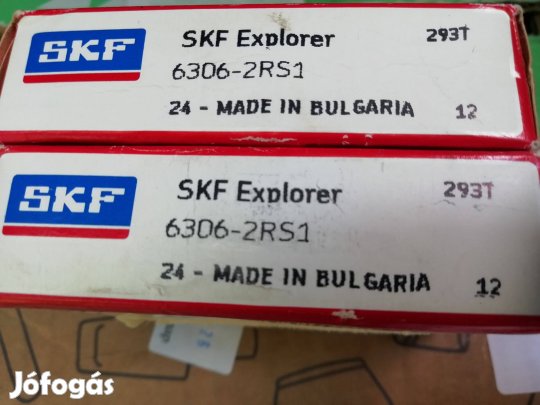 SKF
SKF Explorer 293T
6306-2RS1
24 - MADE IN BULGARIA 12
SKF
SKF Explorer 293T
6306-2RS1
24 - MADE IN BULGARIA 12
Jófogás